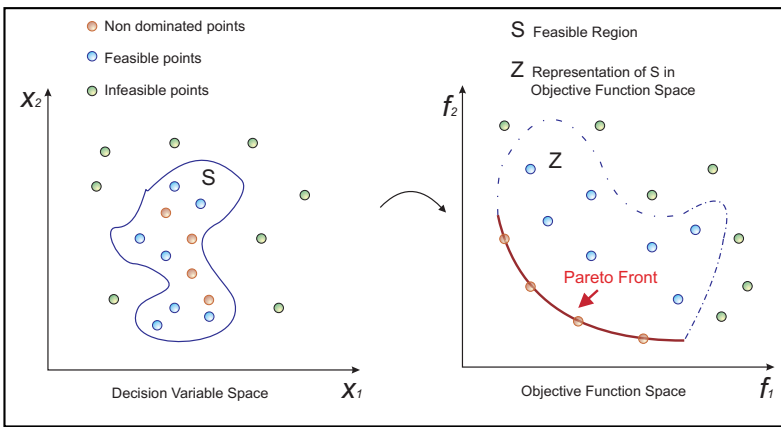 Non dominated points
Feasible points
Infeasible points
S Feasible Region
Z Representation of S in
Objective Function Space
X2
S
Decision Variable Space
X1
f2
Z
Pareto Front
Objective Function Space
f1